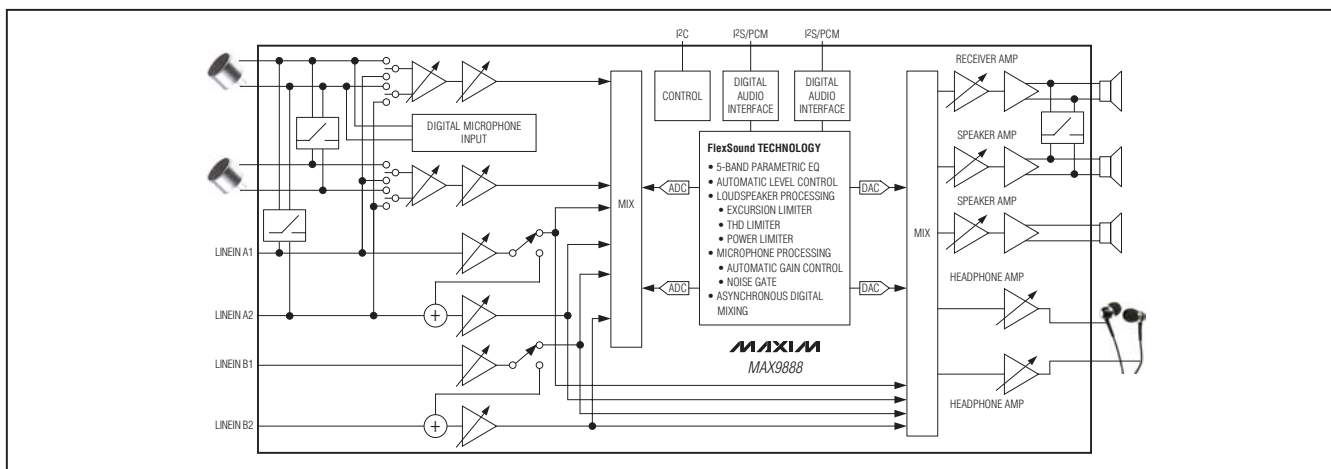 I²C
I²S/PCM
I²S/PCM
CONTROL
DIGITAL
AUDIO
INTERFACE
DIGITAL
AUDIO
INTERFACE
DIGITAL MICROPHONE
INPUT
LINEIN A1
LINEIN A2
LINEIN B1
LINEIN B2
MIX
ADC
ADC
FlexSound TECHNOLOGY
• 5-BAND PARAMETRIC EQ
• AUTOMATIC LEVEL CONTROL
• LOUDSPEAKER PROCESSING
• EXCURSION LIMITER
• THD LIMITER
• POWER LIMITER
• MICROPHONE PROCESSING
• AUTOMATIC GAIN CONTROL
• NOISE GATE
• ASYNCHRONOUS DIGITAL
MIXING
MAXIM
MAX9888
DAC
DAC
MIX
RECEIVER AMP
SPEAKER AMP
SPEAKER AMP
HEADPHONE AMP
HEADPHONE AMP